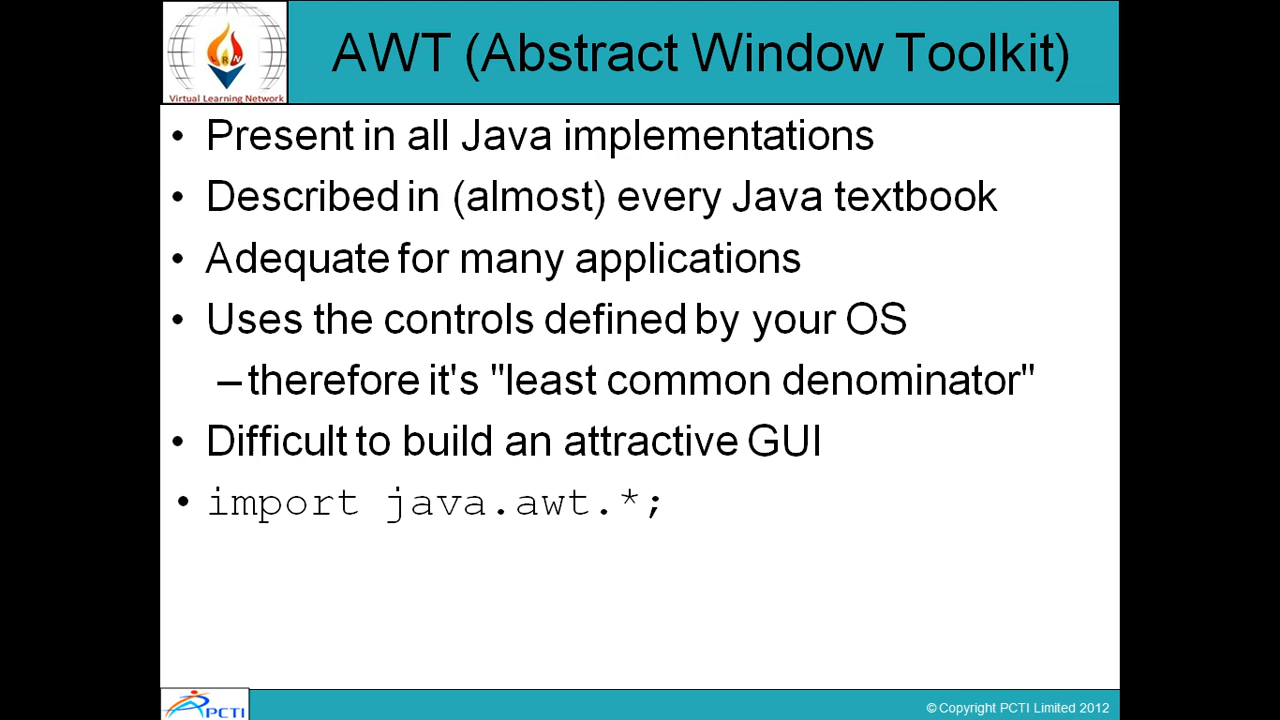 AWT (Abstract Window Toolkit)
LRN
Virtual Learning Network
• Present in all Java implementations
• Described in (almost) every Java textbook
• Adequate for many applications
• Uses the controls defined by your OS
–therefore it's "least common denominator"
• Difficult to build an attractive GUI
• import java.awt.*;
PCTI
© Copyright PCTI Limited 2012